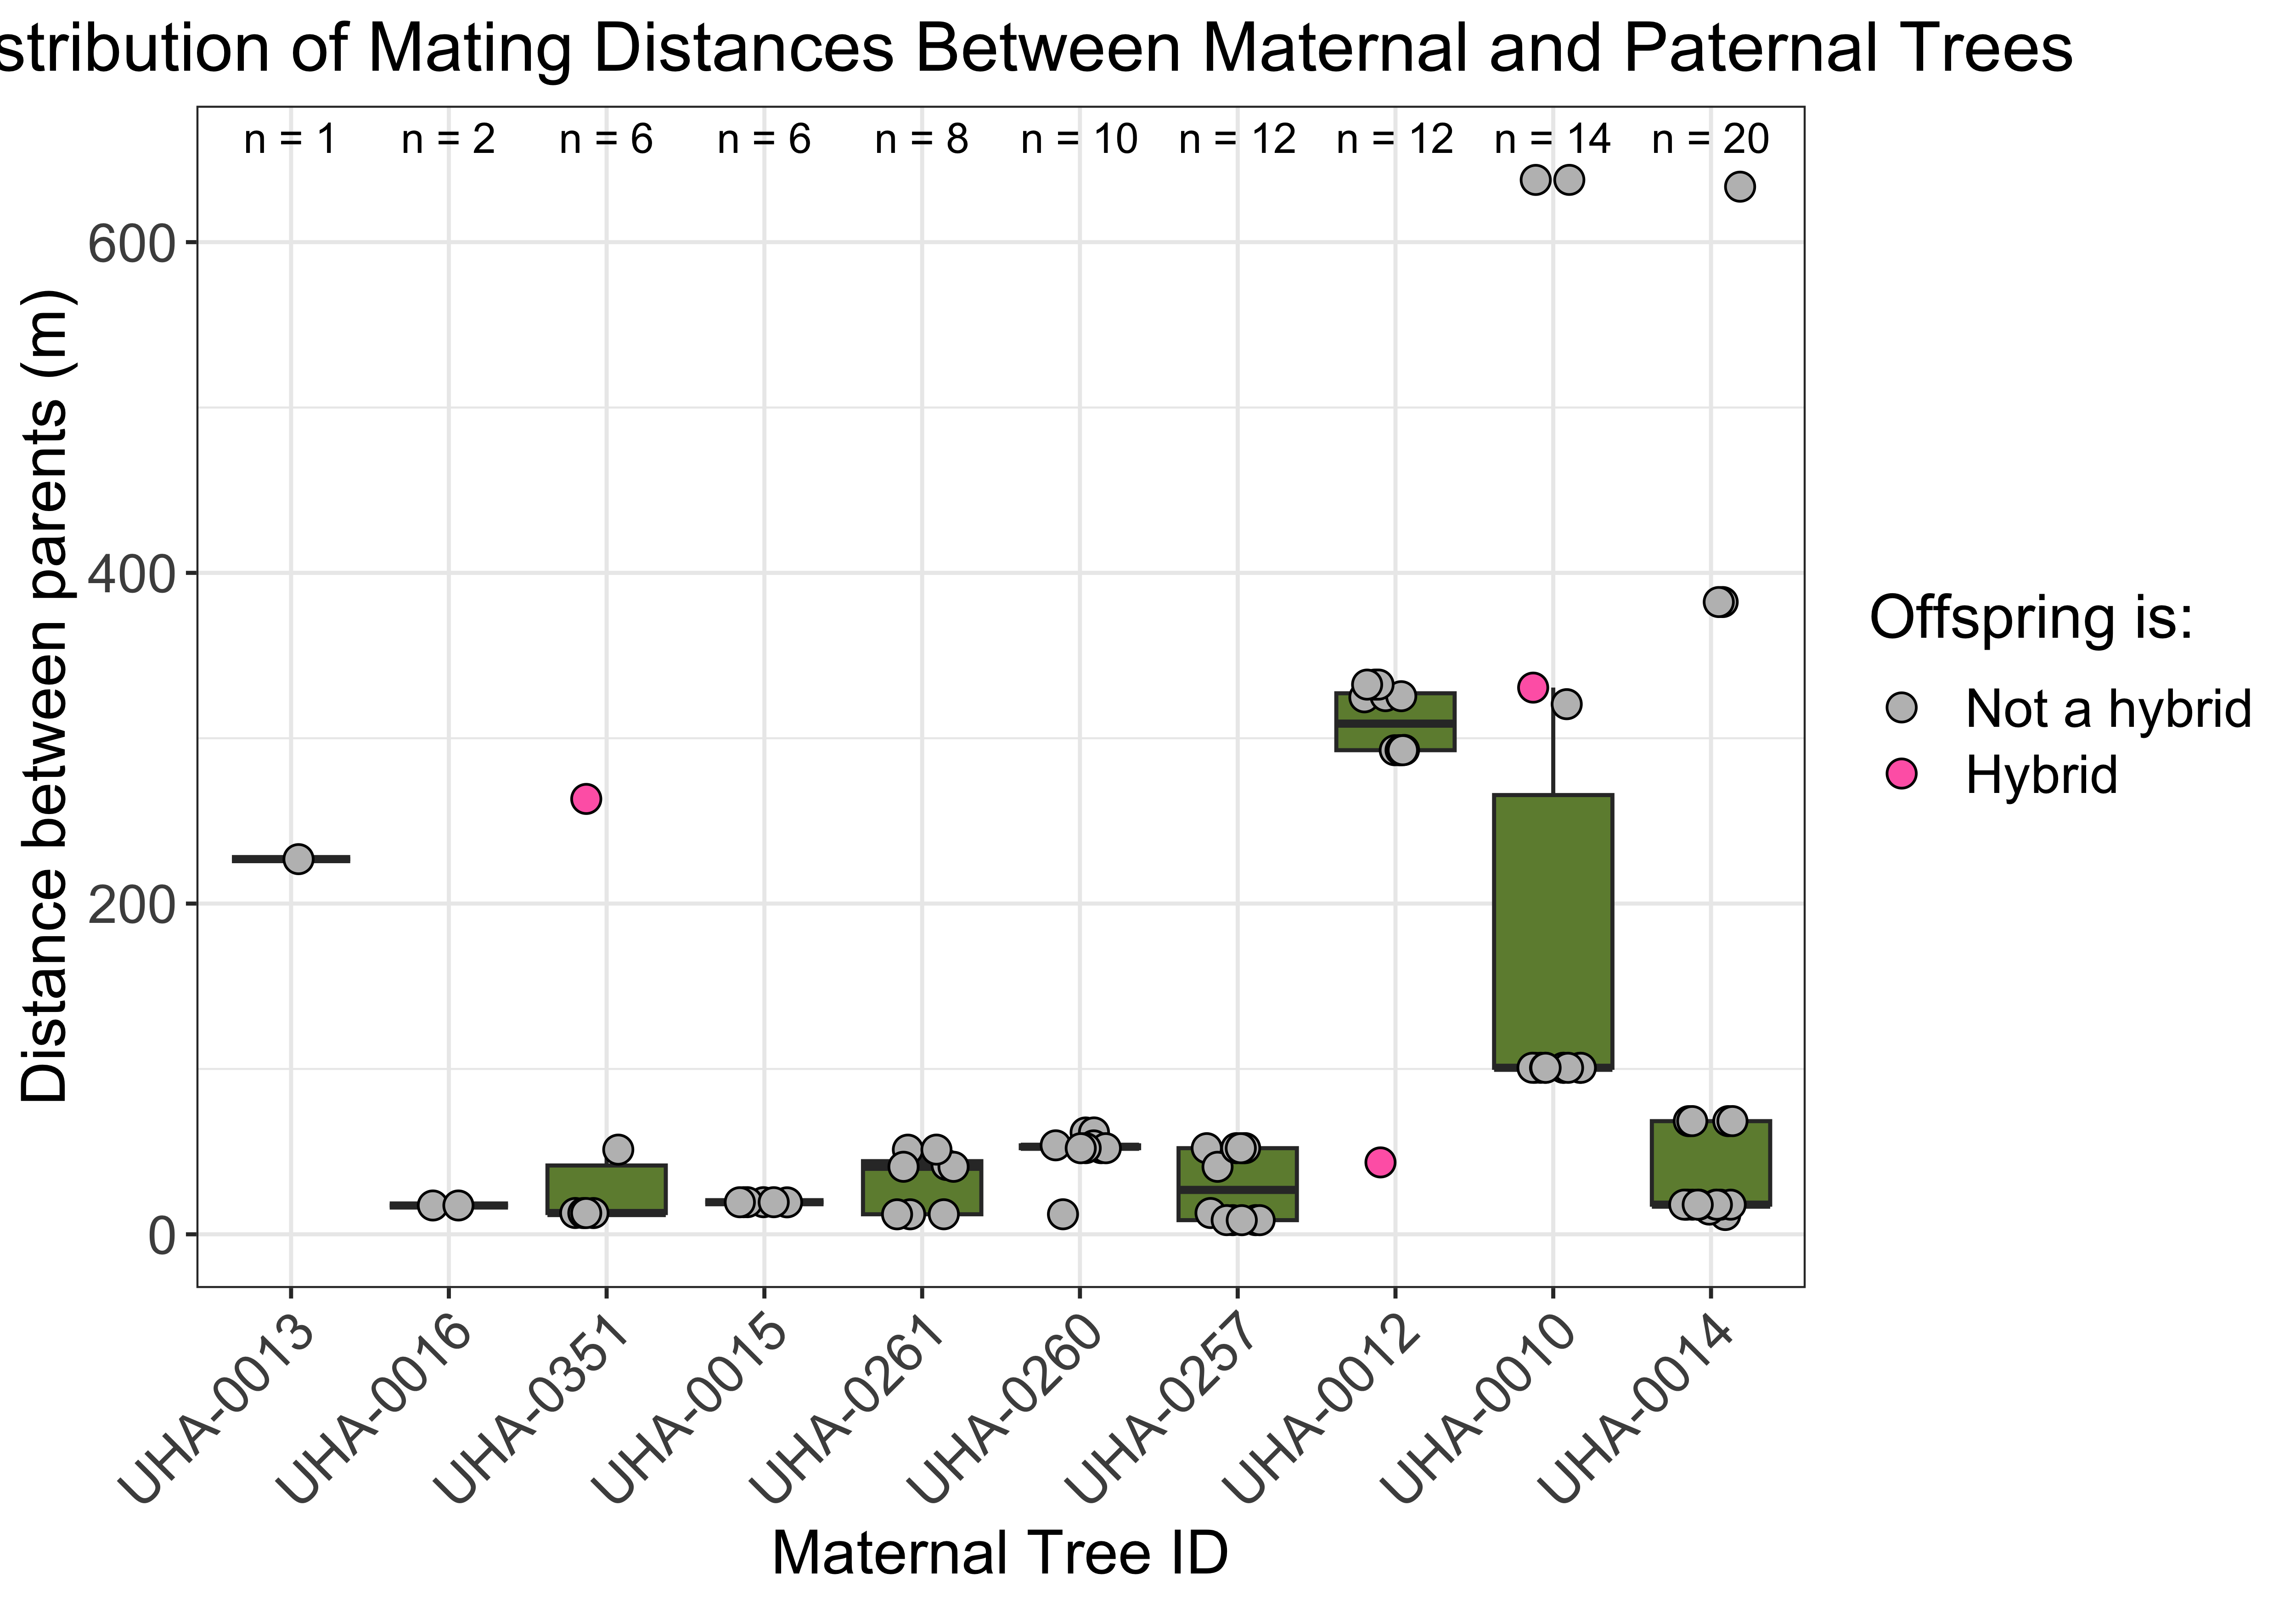 stribution of Mating Distances Between Maternal and Paternal Trees
n = 1 n = 2 n = 6 n = 6 n = 8 n = 10 n = 12 n = 12 n = 14 n = 20
Distance between parents (m)
600
400
200
0
Offspring is:
Not a hybrid
Hybrid
UHA-0013 UHA-0016 UHA-0351 UHA-0015 UHA-0261 UHA-0260 UHA-0257 UHA-0012 UHA-0010 UHA-0014
Maternal Tree ID